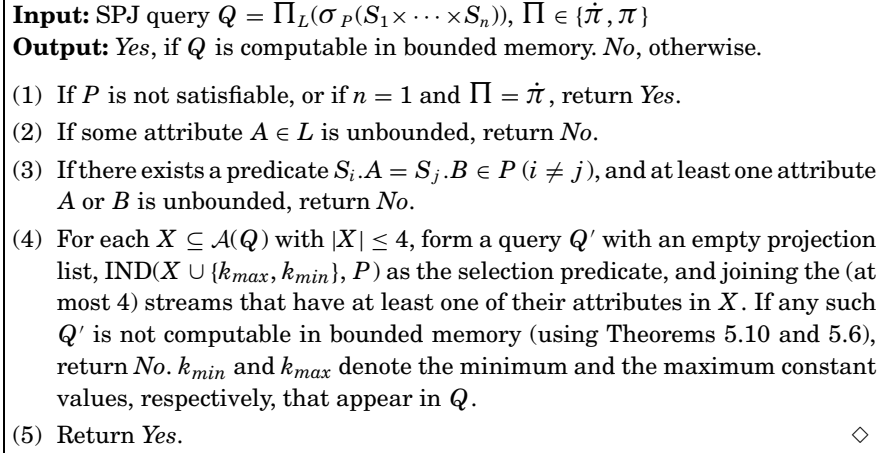 Input: SPJ query Q = Π_L(σ_P(S_1× ··· ×S_n)), Π ∈ {π̇, π}
Output: Yes, if Q is computable in bounded memory. No, otherwise.
(1) If P is not satisfiable, or if n = 1 and Π = π̇, return Yes.
(2) If some attribute A ∈ L is unbounded, return No.
(3) If there exists a predicate S_i.A = S_j.B ∈ P (i ≠ j), and at least one attribute
A or B is unbounded, return No.
(4) For each X ⊆ A(Q) with |X| ≤ 4, form a query Q′ with an empty projection
list, IND(X ∪ {k_max, k_min}, P) as the selection predicate, and joining the (at
most 4) streams that have at least one of their attributes in X. If any such
Q′ is not computable in bounded memory (using Theorems 5.10 and 5.6),
return No. k_min and k_max denote the minimum and the maximum constant
values, respectively, that appear in Q.
(5) Return Yes. ◇